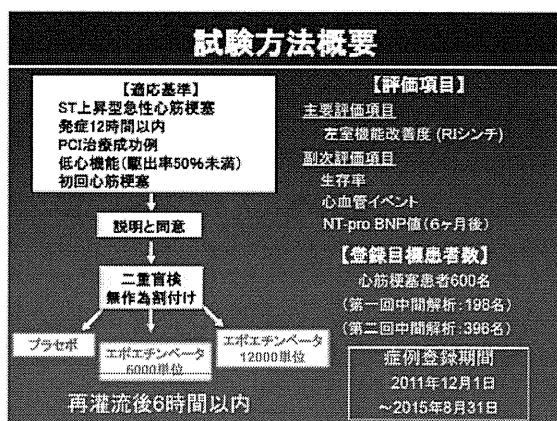 試験方法概要
【適応基準】
ST上昇型急性心筋梗塞
発症12時間以内
PCI治療成功例
低心機能(駆出率50%未満)
初回心筋梗塞
説明と同意
二重盲検
無作為割付け
プラセボ
エポエチンベータ
6000単位
エポエチンベータ
12000単位
再灌流後6時間以内
【評価項目】
主要評価項目
左室機能改善度 (RIシンチ)
副次評価項目
生存率
心血管イベント
NT-pro BNP値(6ヶ月後)
【登録目標患者数】
心筋梗塞患者600名
(第一回中間解析:198名)
(第二回中間解析:396名)
症例登録期間
2011年12月1日
～2015年8月31日